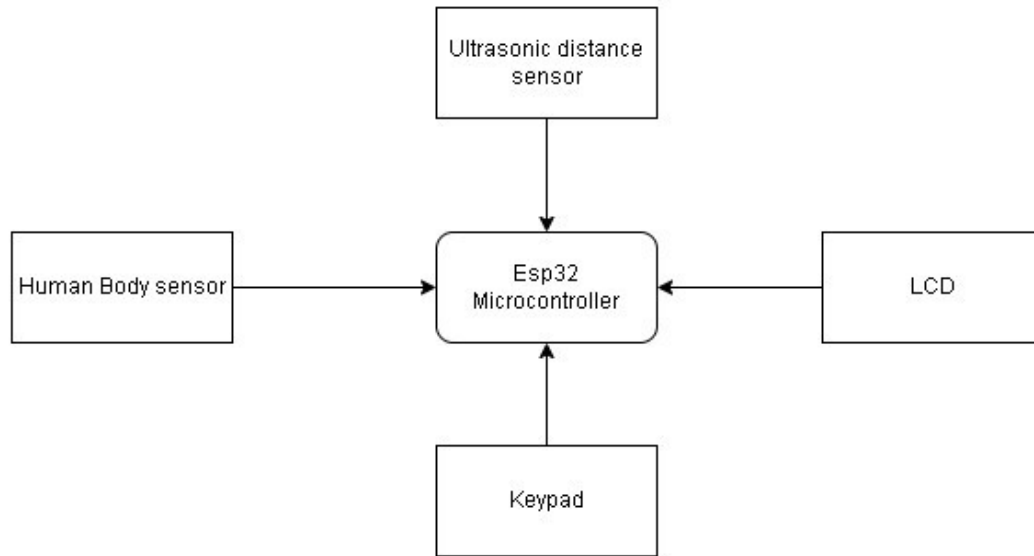 Ultrasonic distance
sensor
Human Body sensor
Esp32
Microcontroller
LCD
Keypad